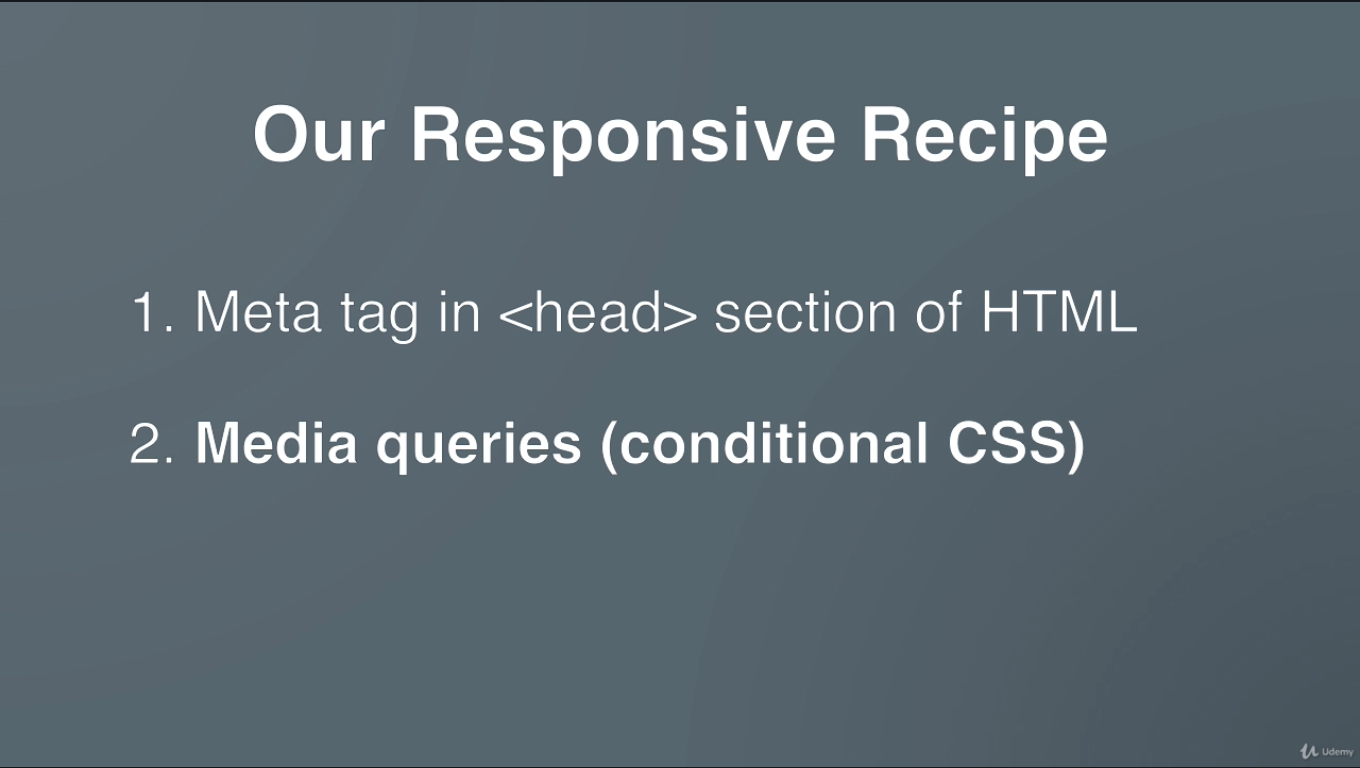 Our Responsive Recipe
1. Meta tag in <head> section of HTML
2. Media queries (conditional CSS)
Udemy